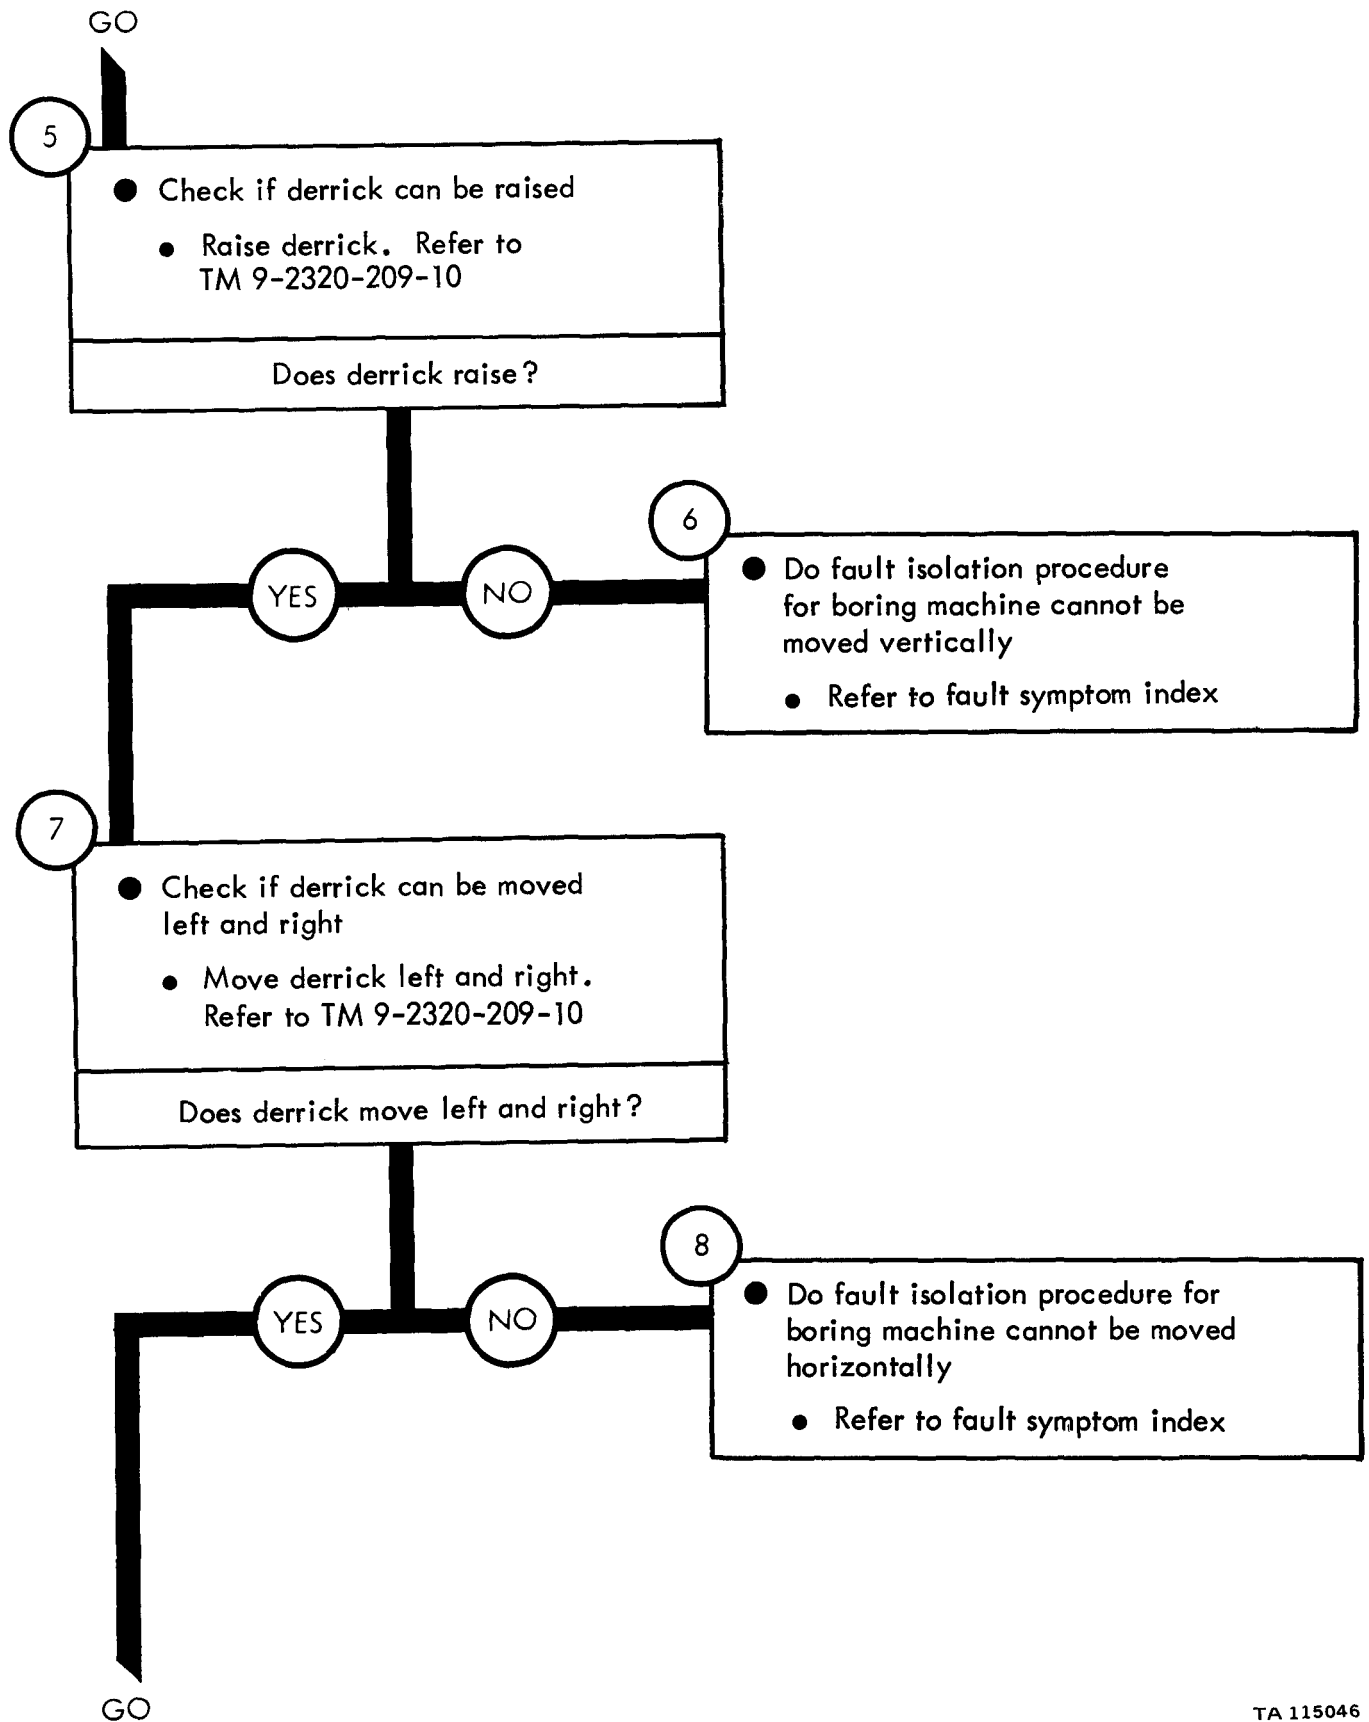 GO
5
● Check if derrick can be raised
● Raise derrick. Refer to
TM 9-2320-209-10
Does derrick raise?
YES
NO
6
● Do fault isolation procedure
for boring machine cannot be
moved vertically
● Refer to fault symptom index
7
● Check if derrick can be moved
left and right
● Move derrick left and right.
Refer to TM 9-2320-209-10
Does derrick move left and right?
YES
NO
8
● Do fault isolation procedure for
boring machine cannot be moved
horizontally
● Refer to fault symptom index
GO
TA 115046